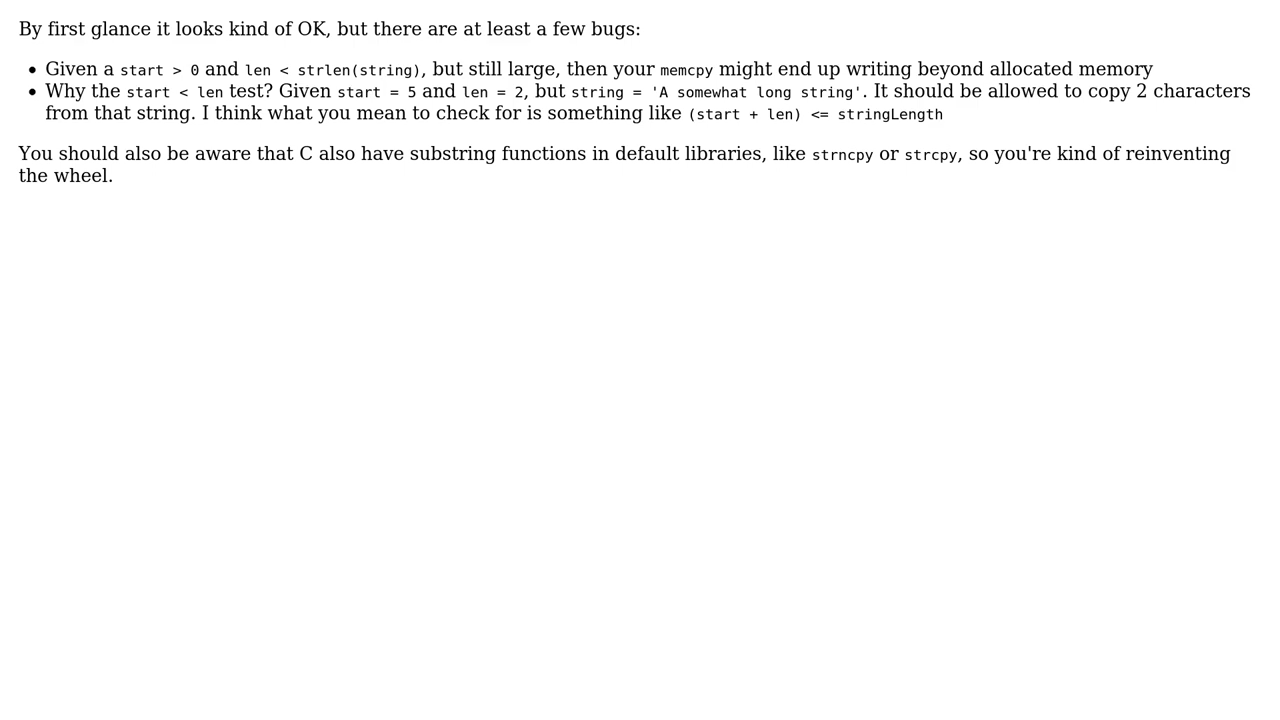 By first glance it looks kind of OK, but there are at least a few bugs:
• Given a start > 0 and len < strlen(string), but still large, then your memcpy might end up writing beyond allocated memory
• Why the start < len test? Given start = 5 and len = 2, but string = 'A somewhat long string'. It should be allowed to copy 2 characters
from that string. I think what you mean to check for is something like (start + len) <= stringLength
You should also be aware that C also have substring functions in default libraries, like strncpy or strcpy, so you're kind of reinventing
the wheel.